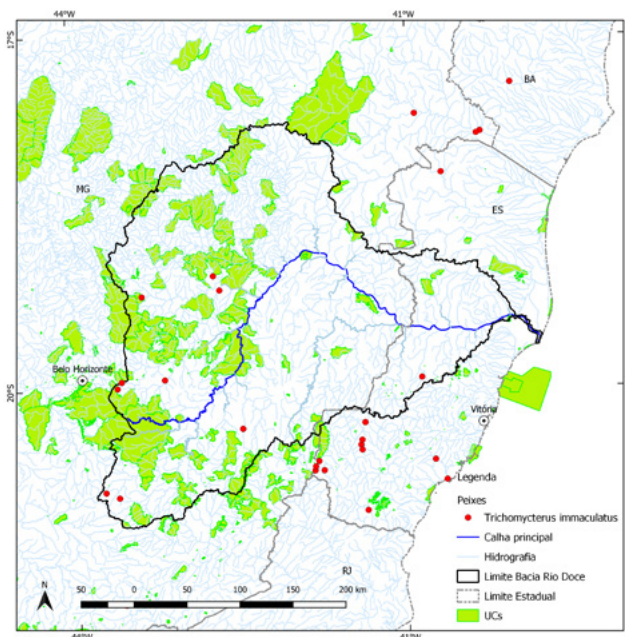 44°W 41°W
17°S
BA
MG
ES
Belo Horizonte
20°S
Vitória
Legenda
Peixes
Trichomycterus immaculatus
Calha principal
Hidrografia
Limite Bacia Rio Doce
Limite Estadual
UCs
RJ
N
50 0 50 100 150 200 km